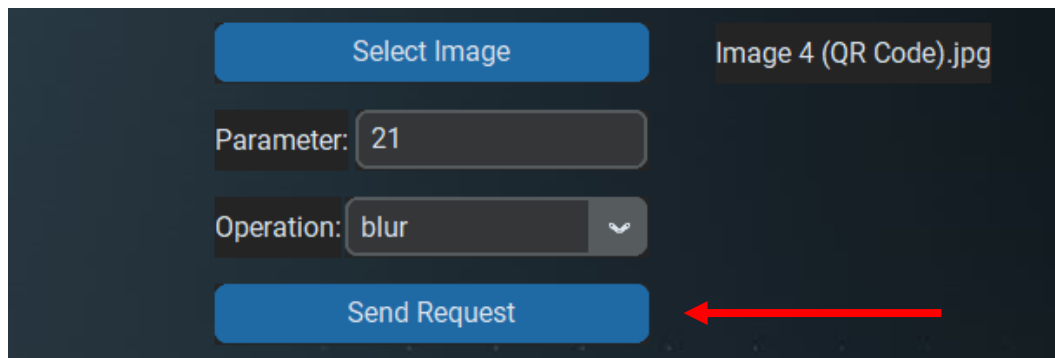 Select Image
Image 4 (QR Code).jpg
Parameter: 21
Operation: blur
Send Request